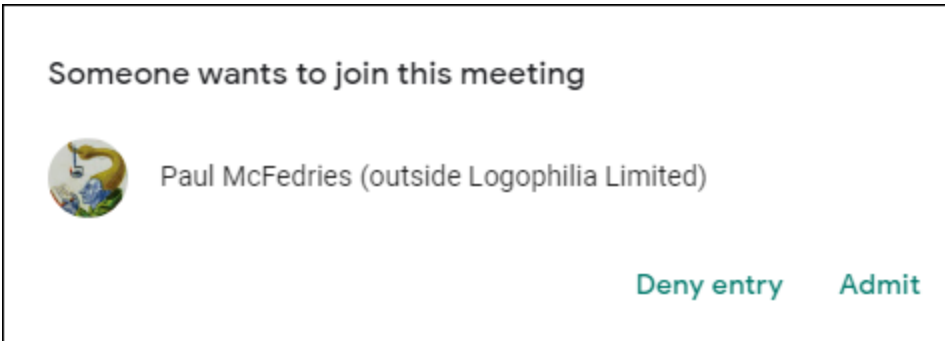 Someone wants to join this meeting
Paul McFedries (outside Logophilia Limited)
Deny entry Admit